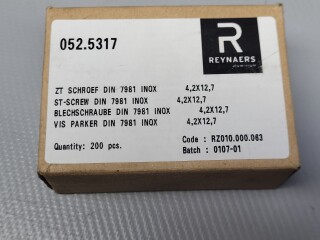 052.5317
R
REYNAERS
ZT SCHROEF DIN 7981 INOX 4,2X12,7
ST-SCREW DIN 7981 INOX 4,2X12,7
BLECHSCHRAUBE DIN 7981 INOX 4,2X12,7
VIS PARKER DIN 7981 INOX 4,2X12,7
Quantity: 200 pcs.
Code : RZ010.000.063
Batch : 0107-01